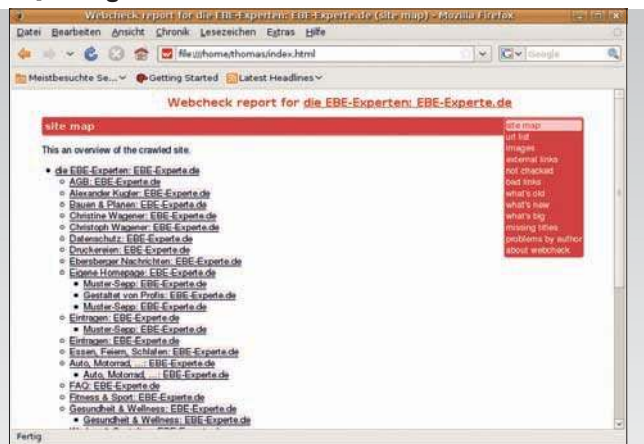 Webcheck report for die EBE-Experten: EBE-Experte.de (site map) - Mozilla Firefox
Datei Bearbeiten Ansicht Chronik Lesezeichen Extras Hilfe
file:///home/thomas/index.html
Google
Meistbesuchte Se... Getting Started Latest Headlines
Webcheck report for die EBE-Experten: EBE-Experte.de
site map
This an overview of the crawled site.
die EBE-Experten: EBE-Experte.de
AGB: EBE-Experte.de
Alexander Kugler: EBE-Experte.de
Bauen & Planen: EBE-Experte.de
Christine Wagener: EBE-Experte.de
Christoph Wagener: EBE-Experte.de
Datenschutz: EBE-Experte.de
Druckereien: EBE-Experte.de
Ebersberger Nachrichten: EBE-Experte.de
Eigene Homepage: EBE-Experte.de
Muster-Sepp: EBE-Experte.de
Gestaltet von Profis: EBE-Experte.de
Eintragen: EBE-Experte.de
Muster-Sepp: EBE-Experte.de
Eintragen: EBE-Experte.de
Essen, Feiern, Schlafen: EBE-Experte.de
Auto, Motorrad, ...: EBE-Experte.de
Auto, Motorrad, ...: EBE-Experte.de
FAQ: EBE-Experte.de
Fitness & Sport: EBE-Experte.de
Gesundheit & Wellness: EBE-Experte.de
Gesundheit & Wellness: EBE-Experte.de
site map
url list
images
external links
not checked
bad links
what's old
what's new
what's big
missing titles
problems by author
about webcheck
Fertig